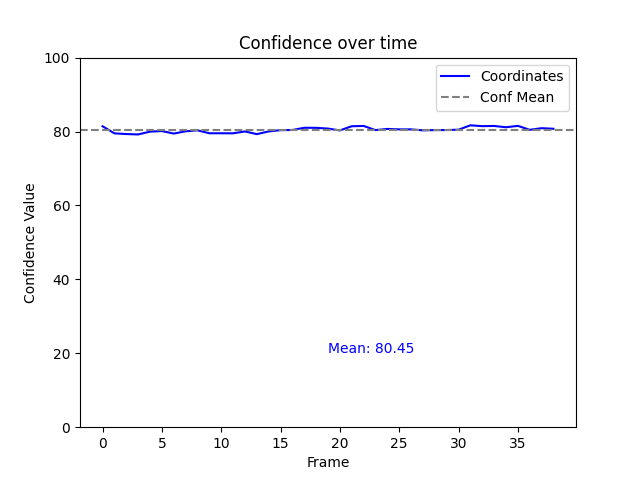 Confidence over time
Confidence Value
100
80
60
40
20
0
Coordinates
Conf Mean
Mean: 80.45
0 5 10 15 20 25 30 35
Frame